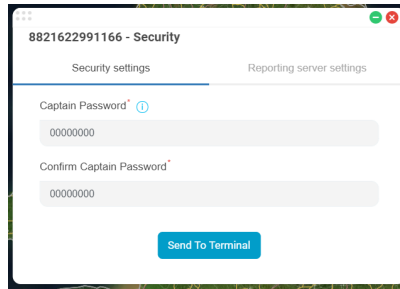 8821622991166 - Security
Security settings
Reporting server settings
Captain Password*
00000000
Confirm Captain Password*
00000000
Send To Terminal